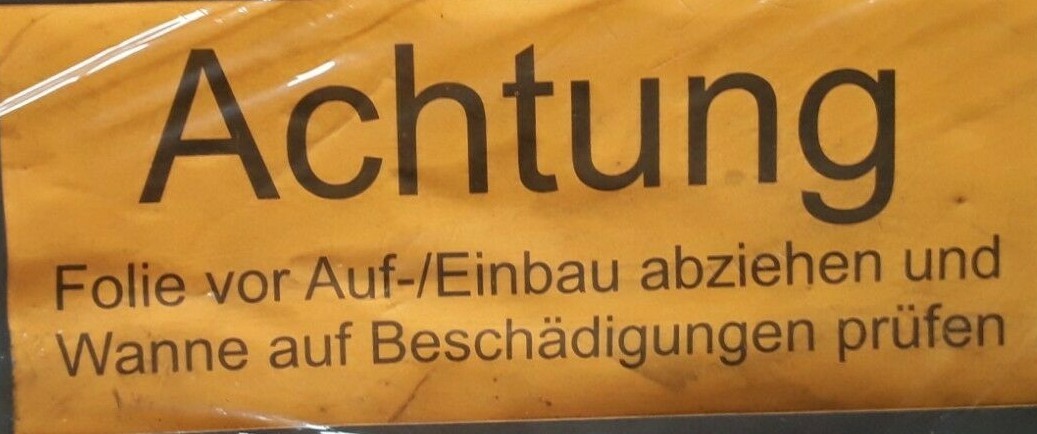 Achtung
Folie vor Auf-/Einbau abziehen und
Wanne auf Beschädigungen prüfen